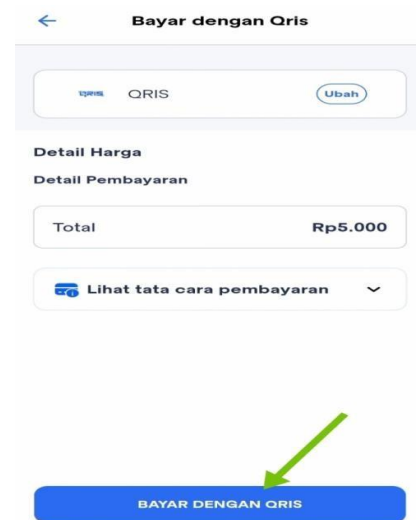 Bayar dengan Qris
QRIS
QRIS
Ubah
Detail Harga
Detail Pembayaran
Total
Rp5.000
Lihat tata cara pembayaran
BAYAR DENGAN QRIS